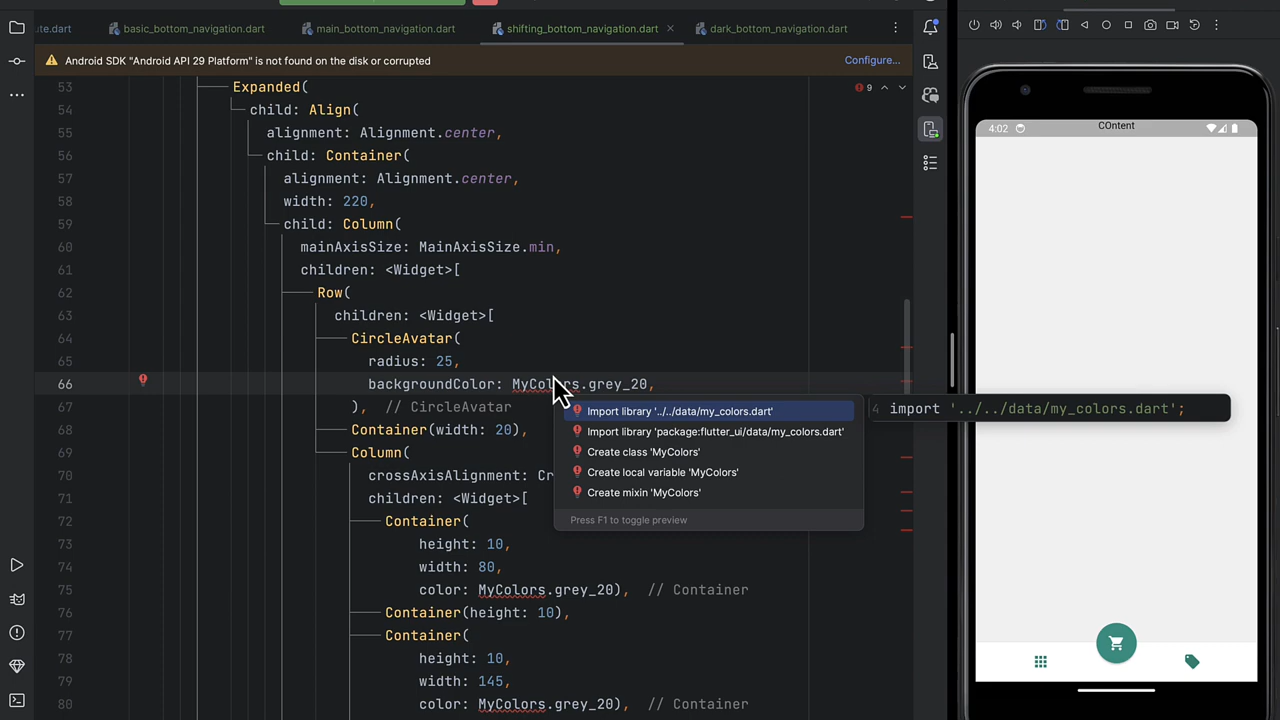 ute.dart
basic_bottom_navigation.dart
main_bottom_navigation.dart
shifting_bottom_navigation.dart
dark_bottom_navigation.dart
Android SDK "Android API 29 Platform" is not found on the disk or corrupted
Configure...
9
53 Expanded(
54 child: Align(
55 alignment: Alignment.center,
56 child: Container(
57 alignment: Alignment.center,
58 width: 220,
59 child: Column(
60 mainAxisSize: MainAxisSize.min,
61 children: <Widget>[
62 Row(
63 children: <Widget>[
64 CircleAvatar(
65 radius: 25,
66 backgroundColor: MyColors.grey_20,
67 ), // CircleAvatar
68 Container(width: 20),
69 Column(
70 crossAxisAlignment: Cr
71 children: <Widget>[
72 Container(
73 height: 10,
74 width: 80,
75 color: MyColors.grey_20), // Container
76 Container(height: 10),
77 Container(
78 height: 10,
79 width: 145,
80 color: MyColors.grey_20), // Container
Import library '../../data/my_colors.dart'
Import library 'package:flutter_ui/data/my_colors.dart'
Create class 'MyColors'
Create local variable 'MyColors'
Create mixin 'MyColors'
Press F1 to toggle preview
4 import '../../data/my_colors.dart';
4:02
COntent